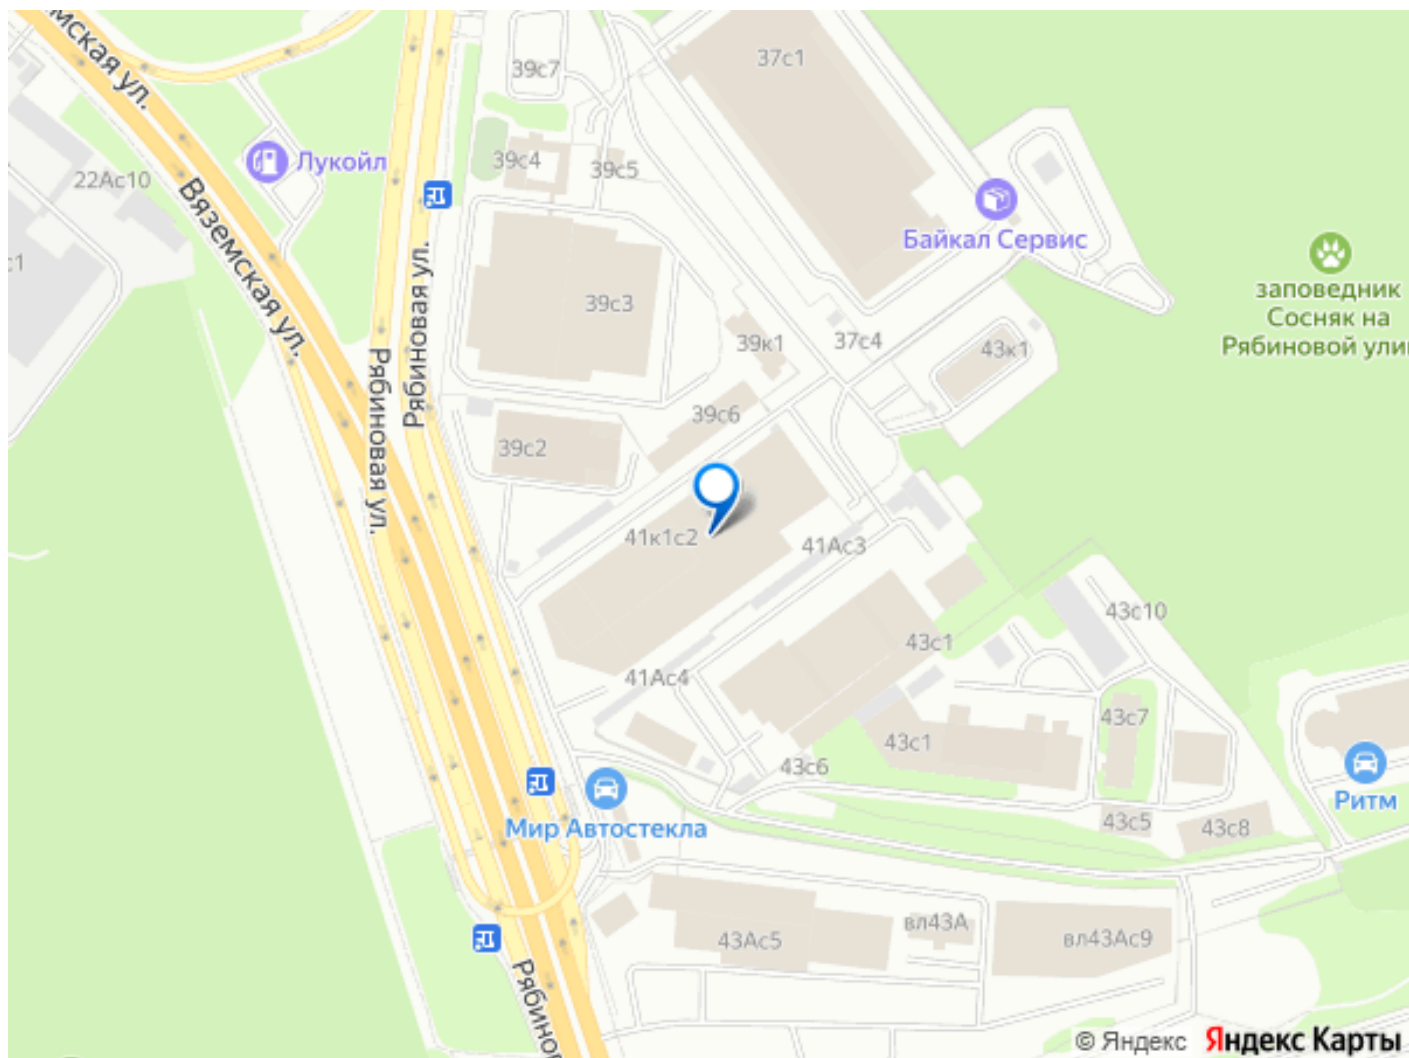 мская ул.
39с7
37с1
Лукойл
39с4
39с5
22Ас10
Вяземская ул.
Байкал Сервис
с1
Рябиновая ул.
заповедник
Сосняк на
Рябиновой ули
39с3
39к1
37с4
43к1
Рябиновая ул.
39с6
39с2
41к1с2
41Ас3
43с10
43с1
41Ас4
43с7
43с1
43с6
Ритм
Мир Автостекла
43с5
43с8
вл43А
43Ас5
вл43Ас9
Рябинов
© Яндекс Яндекс Карты